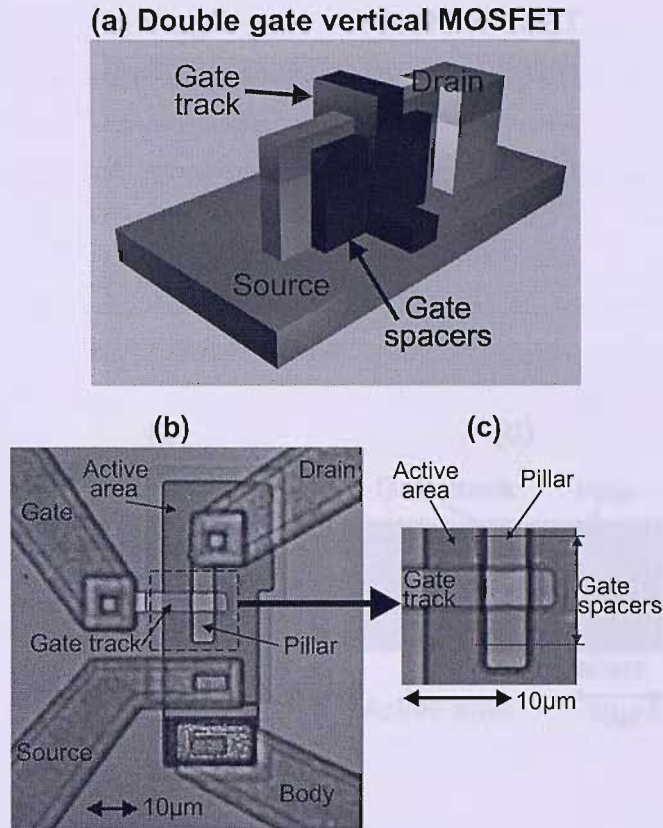 (a) Double gate vertical MOSFET
Gate
track
Drain
Source
Gate
spacers
(b)
Active
area
Drain
Gate
Gate track
Pillar
Source
10µm
Body
(c)
Active
area
Pillar
Gate
track
Gate
spacers
10µm